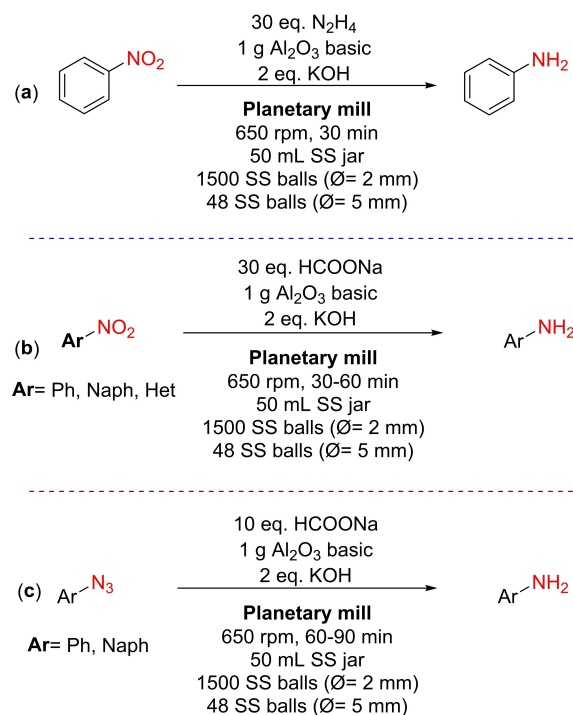 30 eq. N₂H₄
1 g Al₂O₃ basic
2 eq. KOH
(a)
NO₂
NH₂
Planetary mill
650 rpm, 30 min
50 mL SS jar
1500 SS balls (Ø= 2 mm)
48 SS balls (Ø= 5 mm)
30 eq. HCOONa
1 g Al₂O₃ basic
2 eq. KOH
(b)
Ar
NO₂
Ar
NH₂
Ar= Ph, Naph, Het
Planetary mill
650 rpm, 30-60 min
50 mL SS jar
1500 SS balls (Ø= 2 mm)
48 SS balls (Ø= 5 mm)
10 eq. HCOONa
1 g Al₂O₃ basic
2 eq. KOH
(c)
Ar
N₃
Ar
NH₂
Ar= Ph, Naph
Planetary mill
650 rpm, 60-90 min
50 mL SS jar
1500 SS balls (Ø= 2 mm)
48 SS balls (Ø= 5 mm)